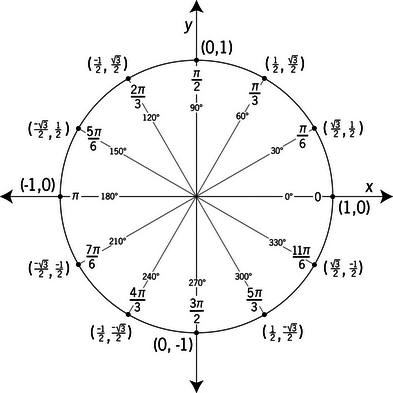 y
(0,1)
(-1/2, √3/2)
(1/2, √3/2)
π/2
2π/3
π/3
90°
120°
60°
(-√3/2, 1/2)
(√3/2, 1/2)
5π/6
π/6
150°
30°
(-1,0)
x
π 180° 0° 0
(1,0)
210°
330°
7π/6
11π/6
(-√3/2, -1/2)
(√3/2, -1/2)
240°
300°
270°
4π/3
5π/3
3π/2
(-1/2, -√3/2)
(1/2, -√3/2)
(0, -1)